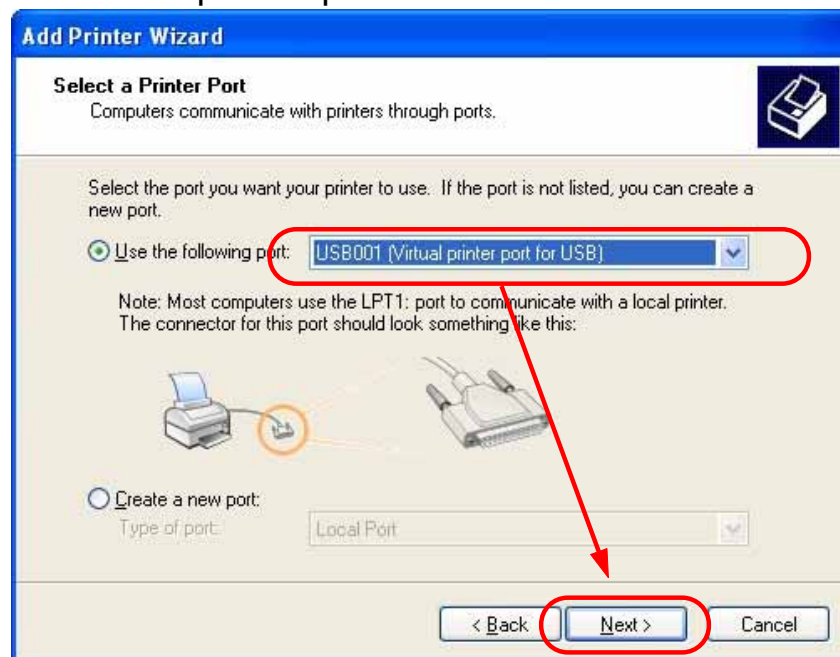 Add Printer Wizard
Select a Printer Port
Computers communicate with printers through ports.
Select the port you want your printer to use. If the port is not listed, you can create a
new port.
Use the following port: USB001 (Virtual printer port for USB)
Note: Most computers use the LPT1: port to communicate with a local printer.
The connector for this port should look something like this:
Create a new port:
Type of port: Local Port
< Back Next > Cancel